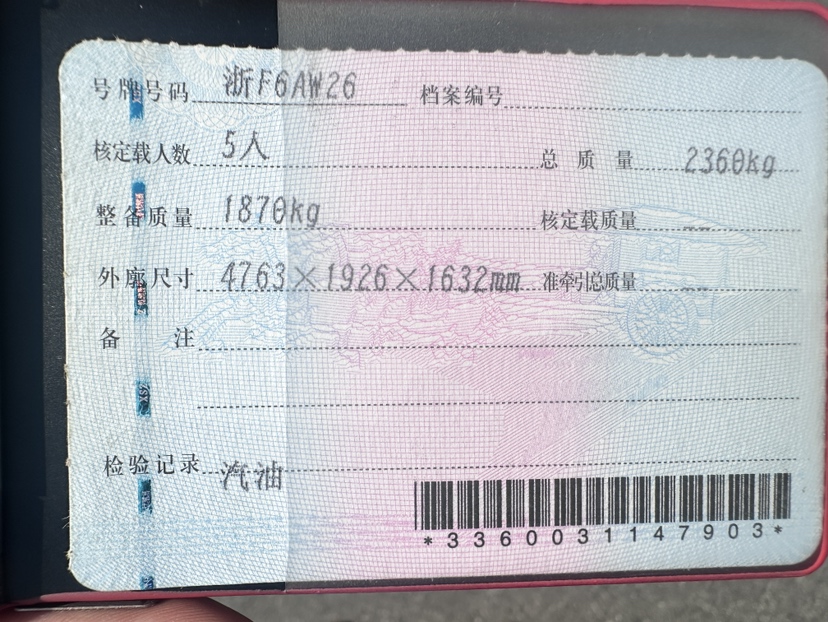 号牌号码 浙F6AW26 档案编号
核定载人数 5人 总质量 2360kg
整备质量 1870kg 核定载质量 --
外廓尺寸 4763×1926×1632mm 准牵引总质量 --
备注
检验记录 汽油
*3360031147903*